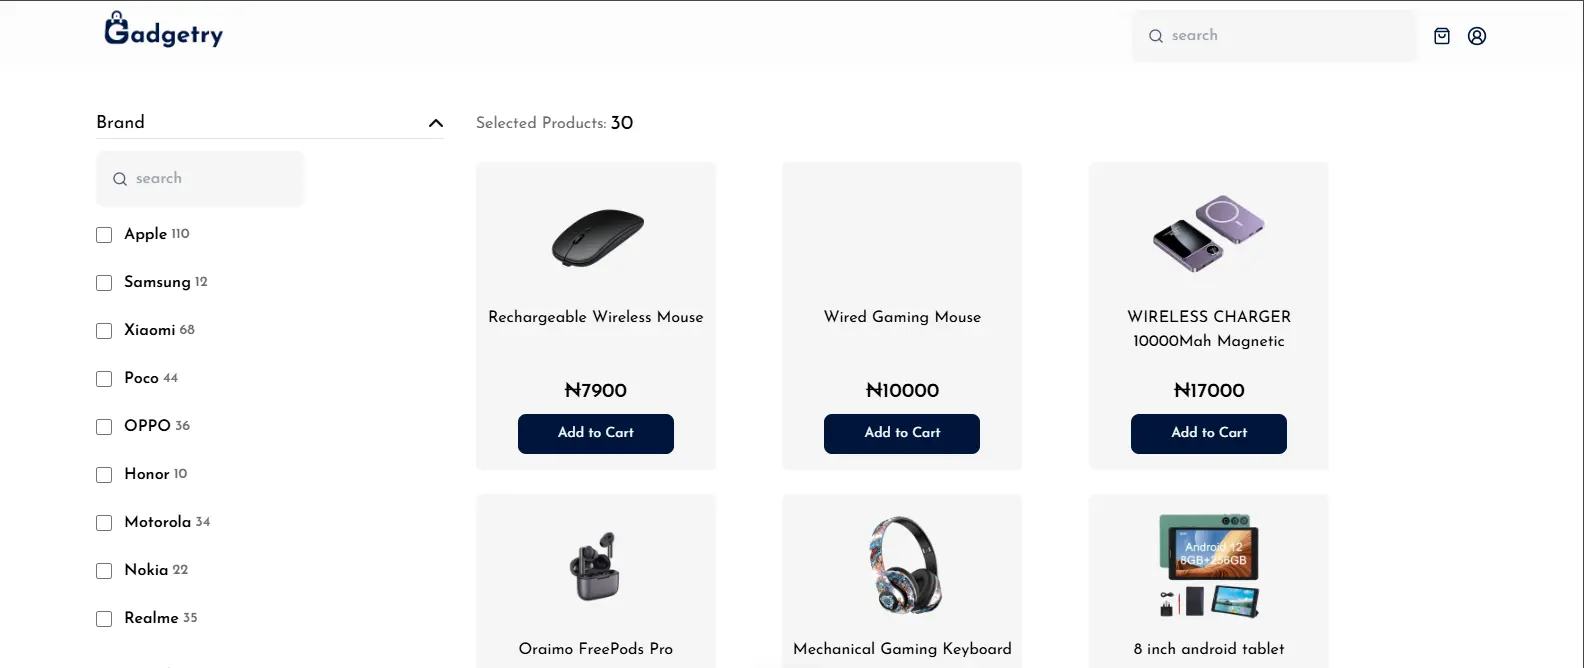 Gadgetry
search
Brand
Selected Products: 30
search
Apple 110
Samsung 12
Xiaomi 68
Poco 44
OPPO 36
Honor 10
Motorola 34
Nokia 22
Realme 35
Rechargeable Wireless Mouse
₦7900
Add to Cart
Wired Gaming Mouse
₦10000
Add to Cart
WIRELESS CHARGER
10000Mah Magnetic
₦17000
Add to Cart
Oraimo FreePods Pro
Mechanical Gaming Keyboard
Android 12
8GB+256GB
8 inch android tablet